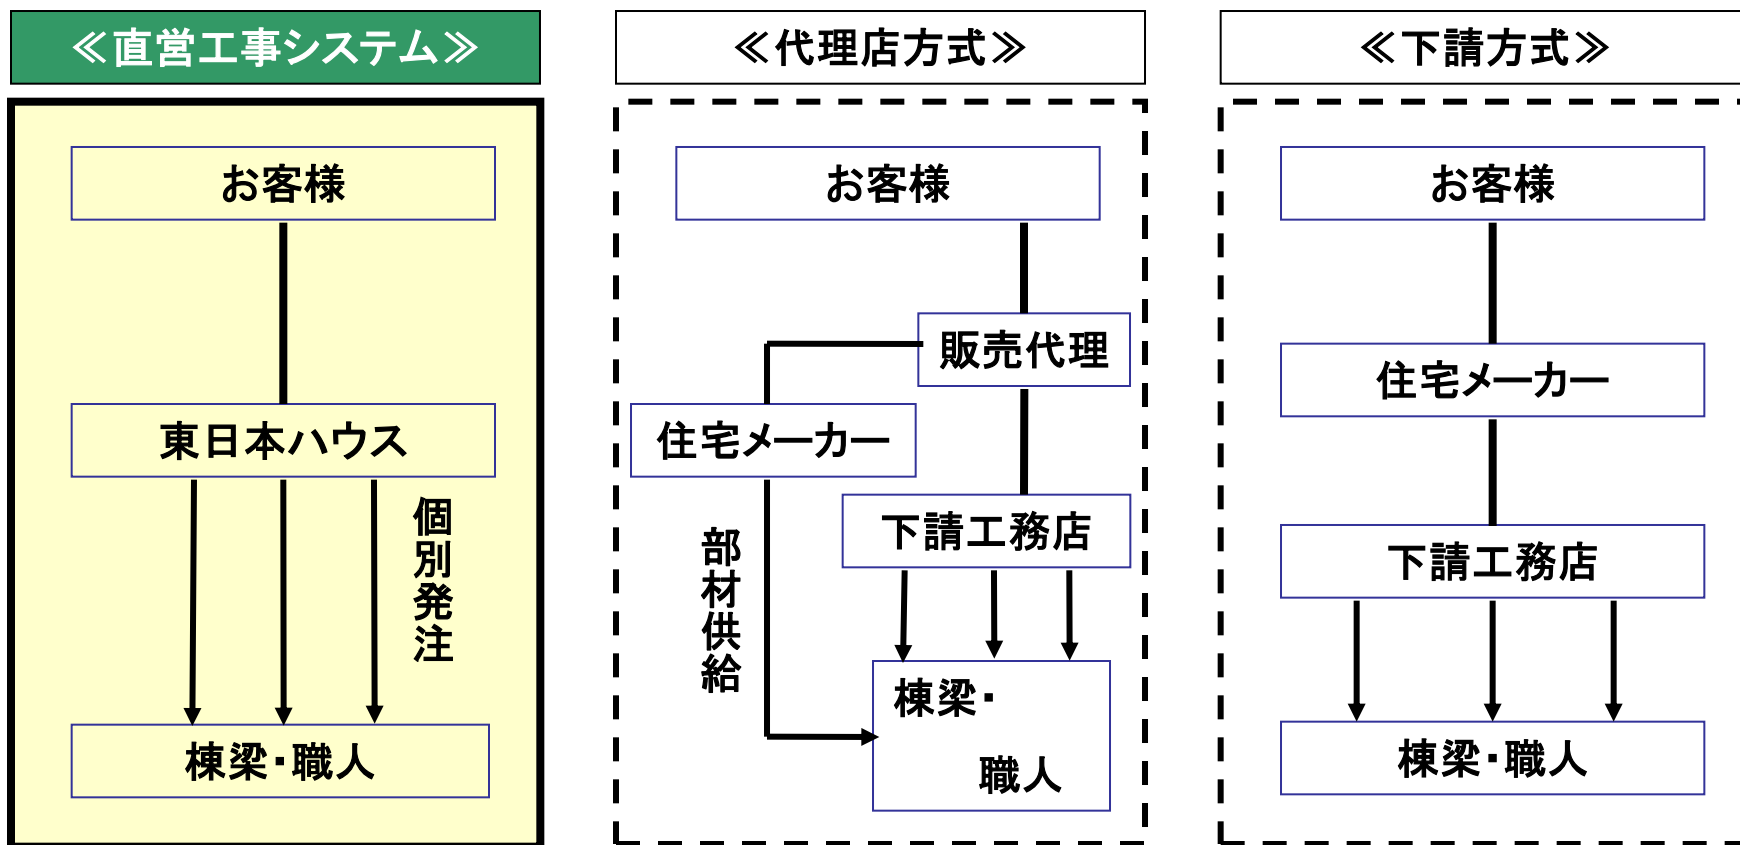 ≪直営工事システム≫
お客様
東日本ハウス
個別発注
棟梁・職人
≪代理店方式≫
お客様
販売代理
住宅メーカー
下請工務店
部材供給
棟梁・
職人
≪下請方式≫
お客様
住宅メーカー
下請工務店
棟梁・職人